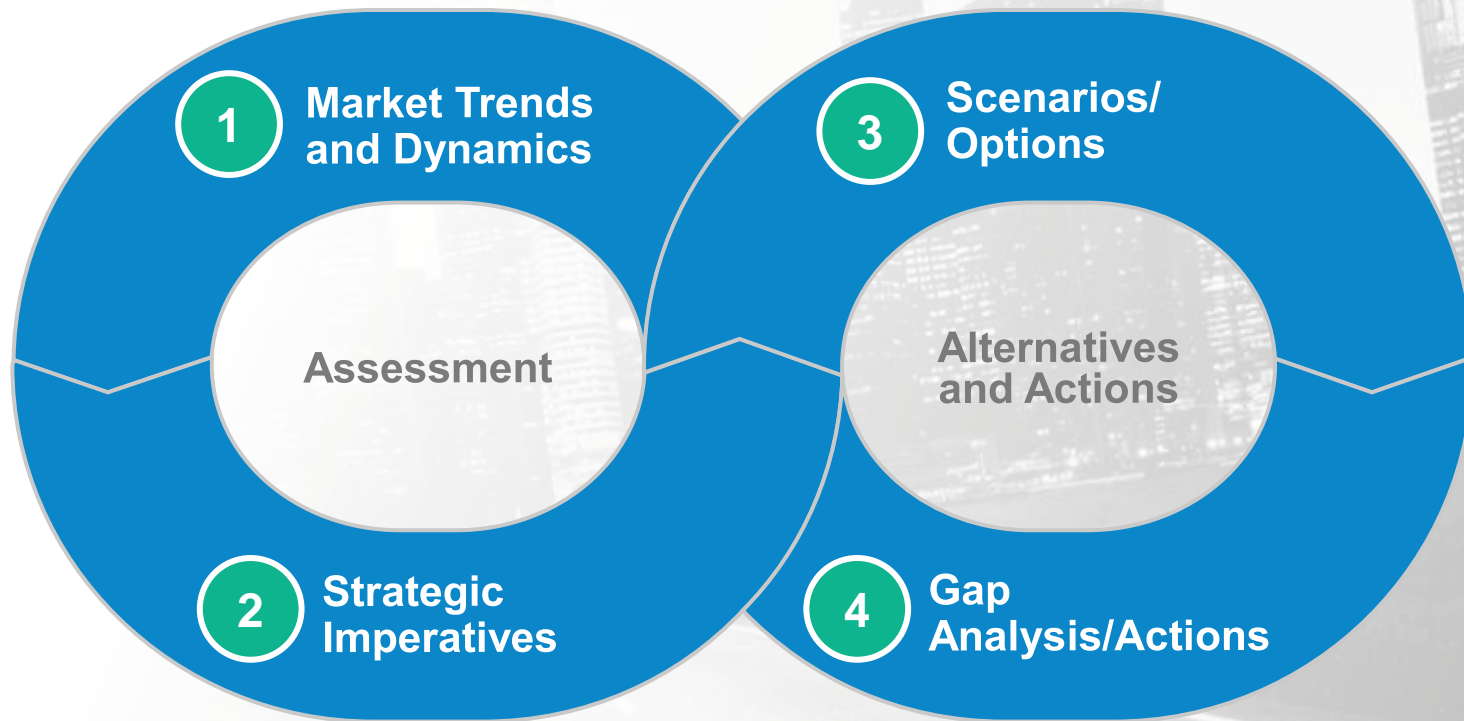 1
Market Trends
and Dynamics
Assessment
2
Strategic
Imperatives
3
Scenarios/
Options
Alternatives
and Actions
4
Gap
Analysis/Actions